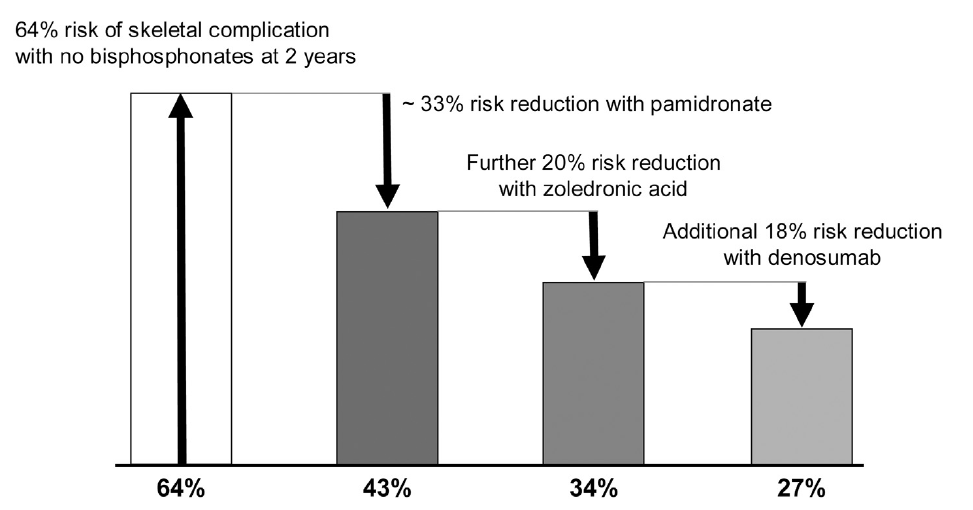 64% risk of skeletal complication
with no bisphosphonates at 2 years
~ 33% risk reduction with pamidronate
Further 20% risk reduction
with zoledronic acid
Additional 18% risk reduction
with denosumab
64%
43%
34%
27%